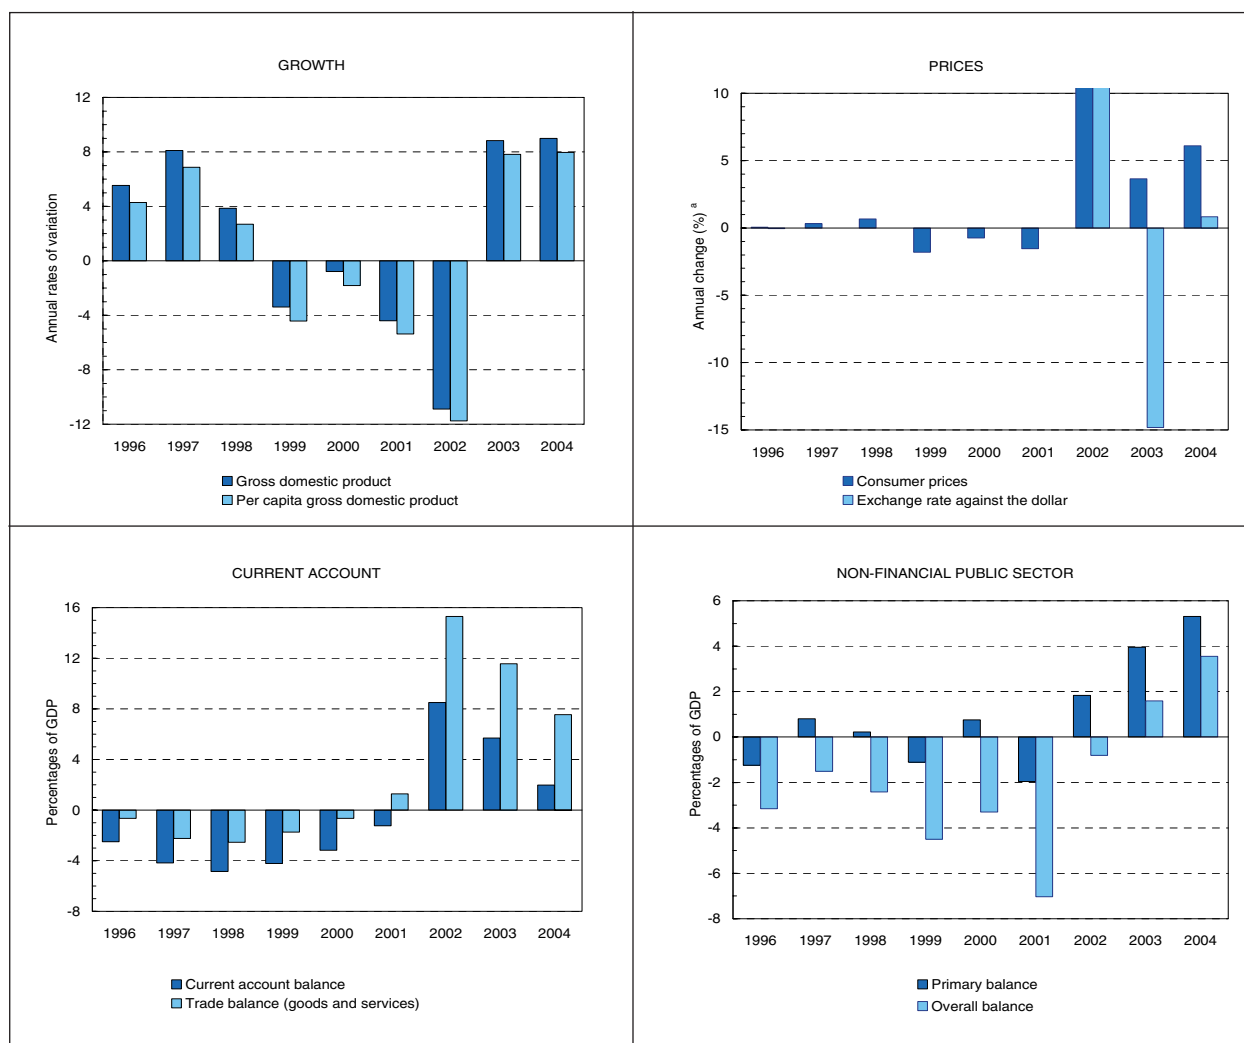 GROWTH
Annual rates of variation
12
8
4
0
-4
-8
-12
1996 1997 1998 1999 2000 2001 2002 2003 2004
Gross domestic product
Per capita gross domestic product
PRICES
Annual change (%) a
10
5
0
-5
-10
-15
1996 1997 1998 1999 2000 2001 2002 2003 2004
Consumer prices
Exchange rate against the dollar
CURRENT ACCOUNT
Percentages of GDP
16
12
8
4
0
-4
-8
1996 1997 1998 1999 2000 2001 2002 2003 2004
Current account balance
Trade balance (goods and services)
NON-FINANCIAL PUBLIC SECTOR
Percentages of GDP
6
4
2
0
-2
-4
-6
-8
1996 1997 1998 1999 2000 2001 2002 2003 2004
Primary balance
Overall balance